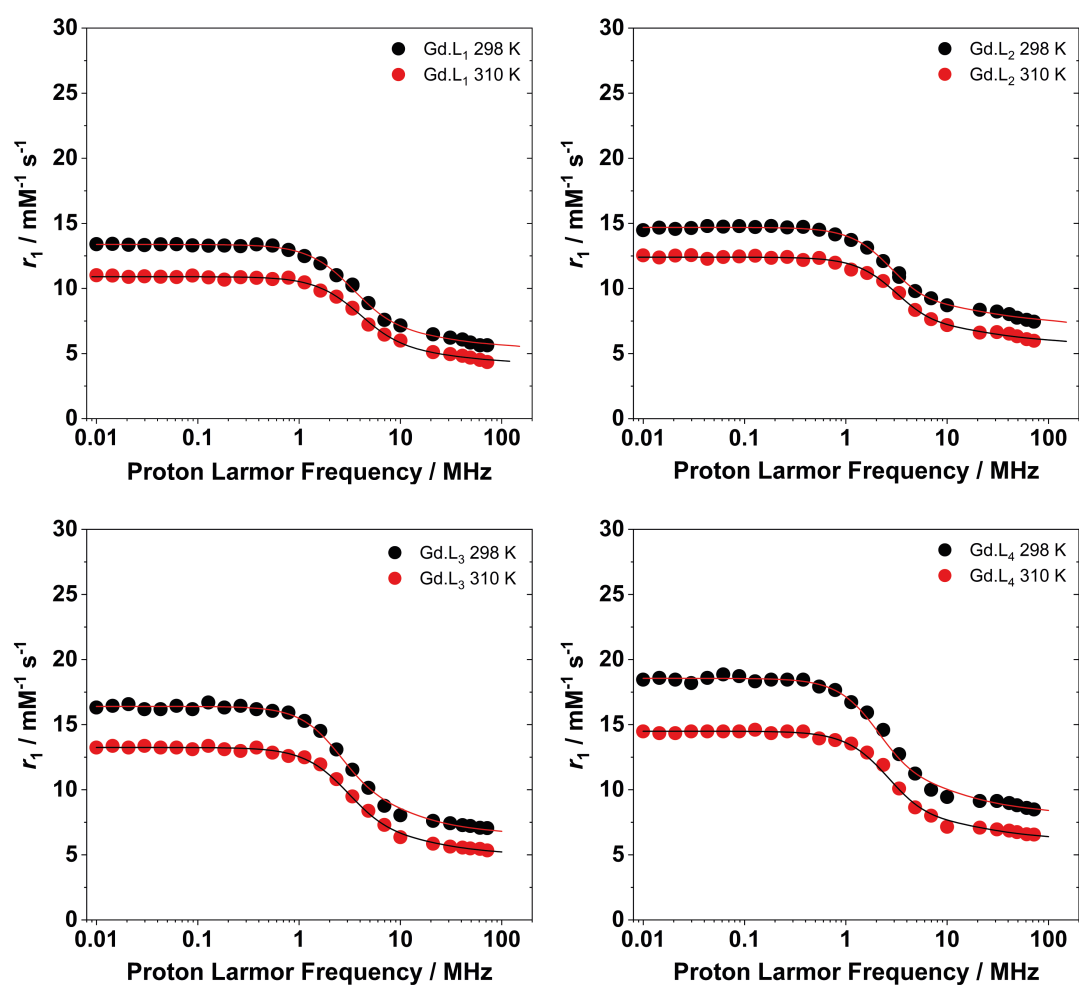 30
25
20
15
10
5
0
r₁ / mM⁻¹ s⁻¹
Gd.L₁ 298 K
Gd.L₁ 310 K
0.01 0.1 1 10 100
Proton Larmor Frequency / MHz
30
25
20
15
10
5
0
r₁ / mM⁻¹ s⁻¹
Gd.L₂ 298 K
Gd.L₂ 310 K
0.01 0.1 1 10 100
Proton Larmor Frequency / MHz
30
25
20
15
10
5
0
r₁ / mM⁻¹ s⁻¹
Gd.L₃ 298 K
Gd.L₃ 310 K
0.01 0.1 1 10 100
Proton Larmor Frequency / MHz
30
25
20
15
10
5
0
r₁ / mM⁻¹ s⁻¹
Gd.L₄ 298 K
Gd.L₄ 310 K
0.01 0.1 1 10 100
Proton Larmor Frequency / MHz